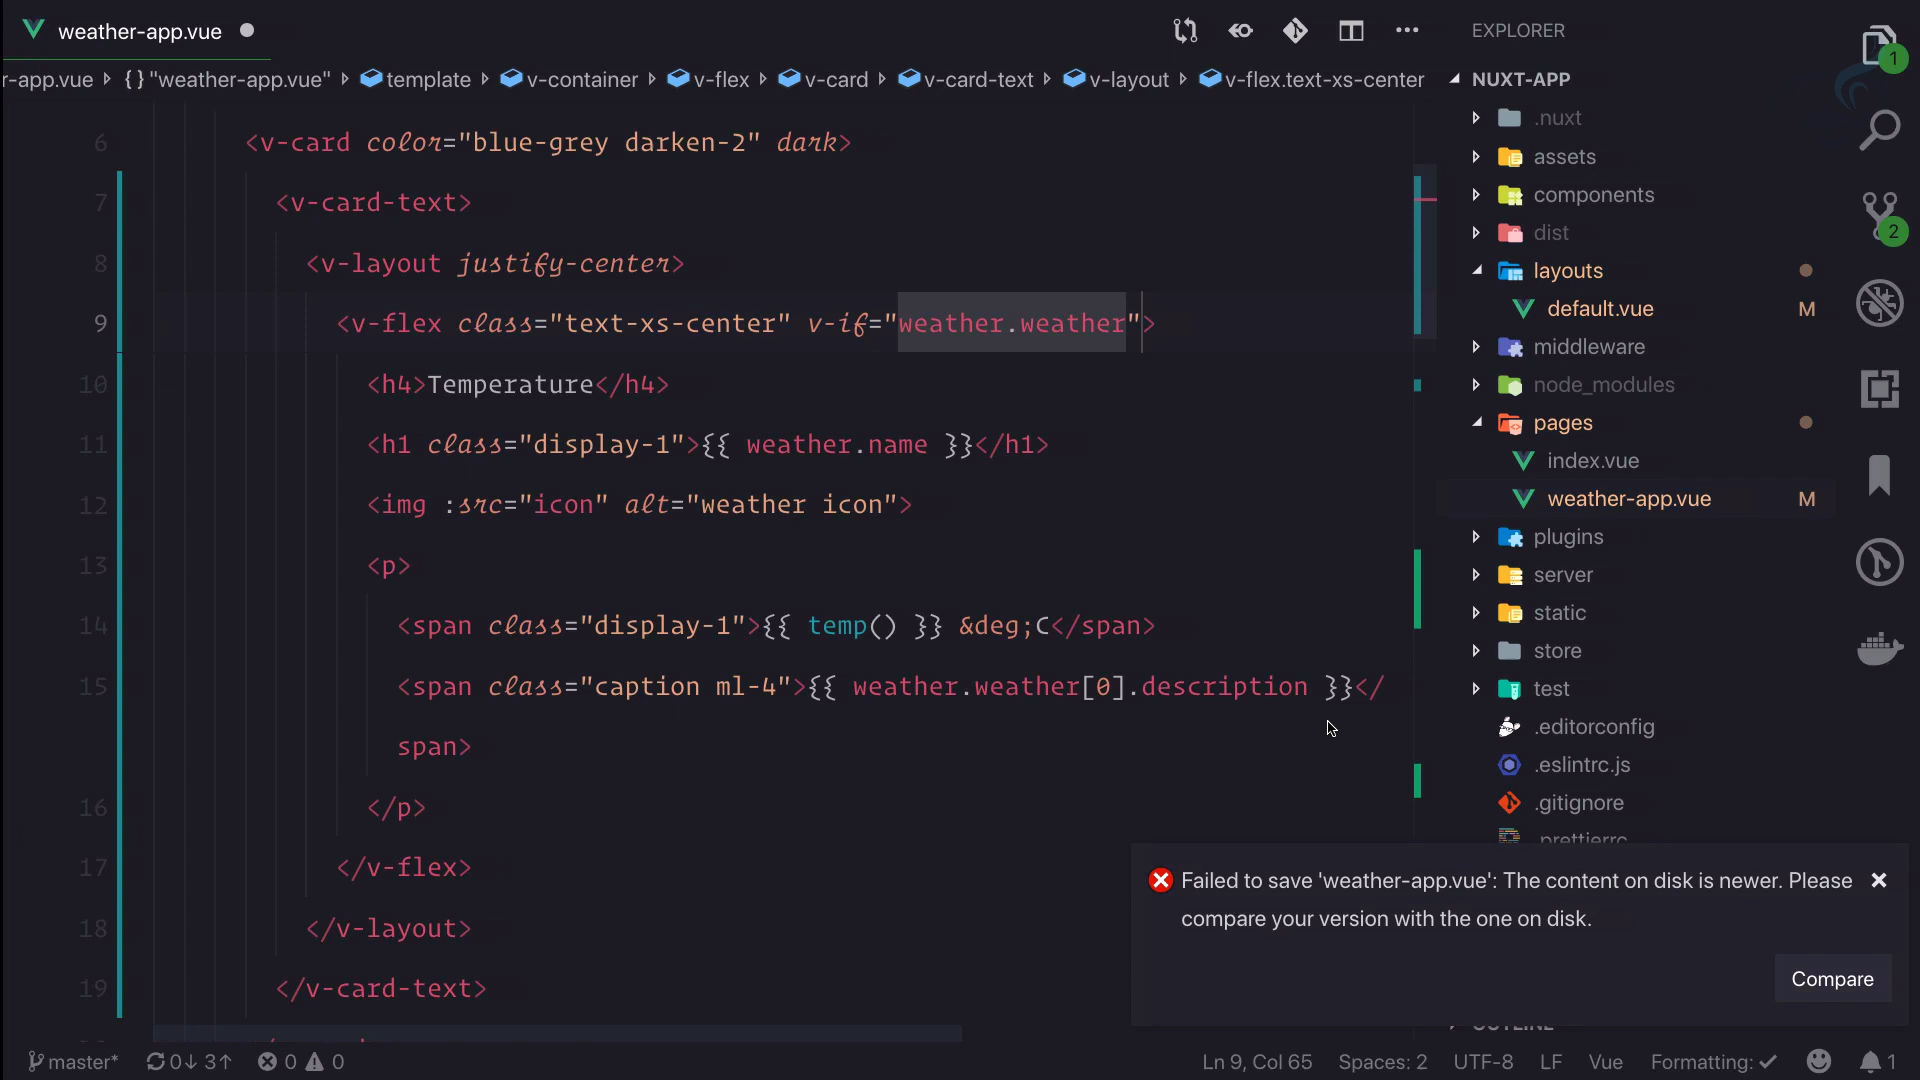 weather-app.vue
EXPLORER
r-app.vue {} "weather-app.vue" template v-container v-flex v-card v-card-text v-layout v-flex.text-xs-center
NUXT-APP
1
6 <v-card color="blue-grey darken-2" dark>
7 <v-card-text>
8 <v-layout justify-center>
9 <v-flex class="text-xs-center" v-if="weather.weather">
10 <h4>Temperature</h4>
11 <h1 class="display-1">{{ weather.name }}</h1>
12 <img :src="icon" alt="weather icon">
13 <p>
14 <span class="display-1">{{ temp() }} &deg;C</span>
15 <span class="caption ml-4">{{ weather.weather[0].description }}</
span>
16 </p>
17 </v-flex>
18 </v-layout>
19 </v-card-text>
.nuxt
assets
components
dist
2
layouts
default.vue M
middleware
node_modules
pages
index.vue
weather-app.vue M
plugins
server
static
store
test
.editorconfig
.eslintrc.js
.gitignore
.prettierrc
Failed to save 'weather-app.vue': The content on disk is newer. Please
compare your version with the one on disk.
Compare
OUTLINE
master* 0↓ 3↑ 0 0 Ln 9, Col 65 Spaces: 2 UTF-8 LF Vue Formatting: ✓ 1